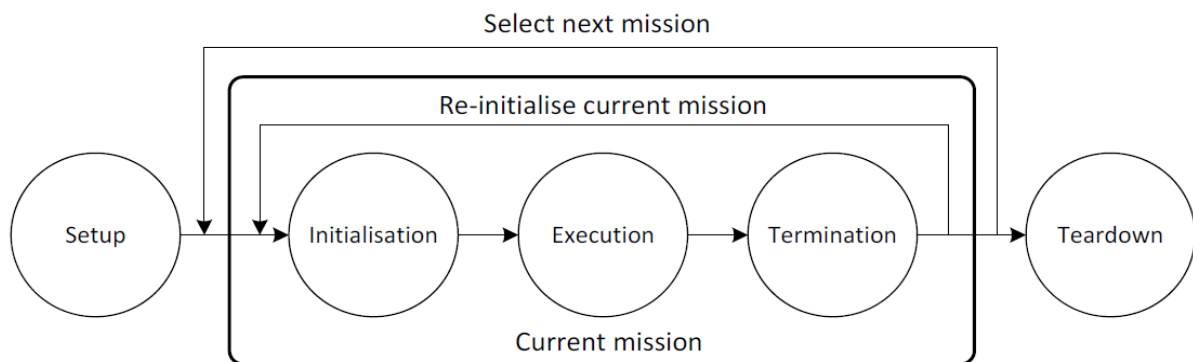 Select next mission
Re-initialise current mission
Setup
Initialisation
Execution
Termination
Teardown
Current mission